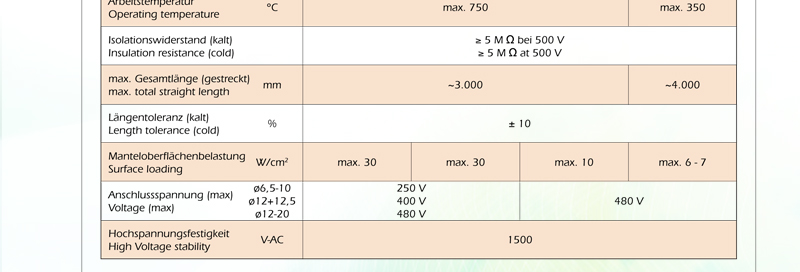 Arbeitstemperatur
Operating temperature
°C
max. 750
max. 350
Isolationswiderstand (kalt)
Insulation resistance (cold)
≥ 5 M Ω bei 500 V
≥ 5 M Ω at 500 V
max. Gesamtlänge (gestreckt)
max. total straight length
mm
~3.000
~4.000
Längentoleranz (kalt)
Length tolerance (cold)
%
± 10
Manteloberflächenbelastung
Surface loading
W/cm²
max. 30
max. 30
max. 10
max. 6 - 7
Anschlussspannung (max)
Voltage (max)
ø6,5-10
ø12+12,5
ø12-20
250 V
400 V
480 V
480 V
Hochspannungsfestigkeit
High Voltage stability
V-AC
1500